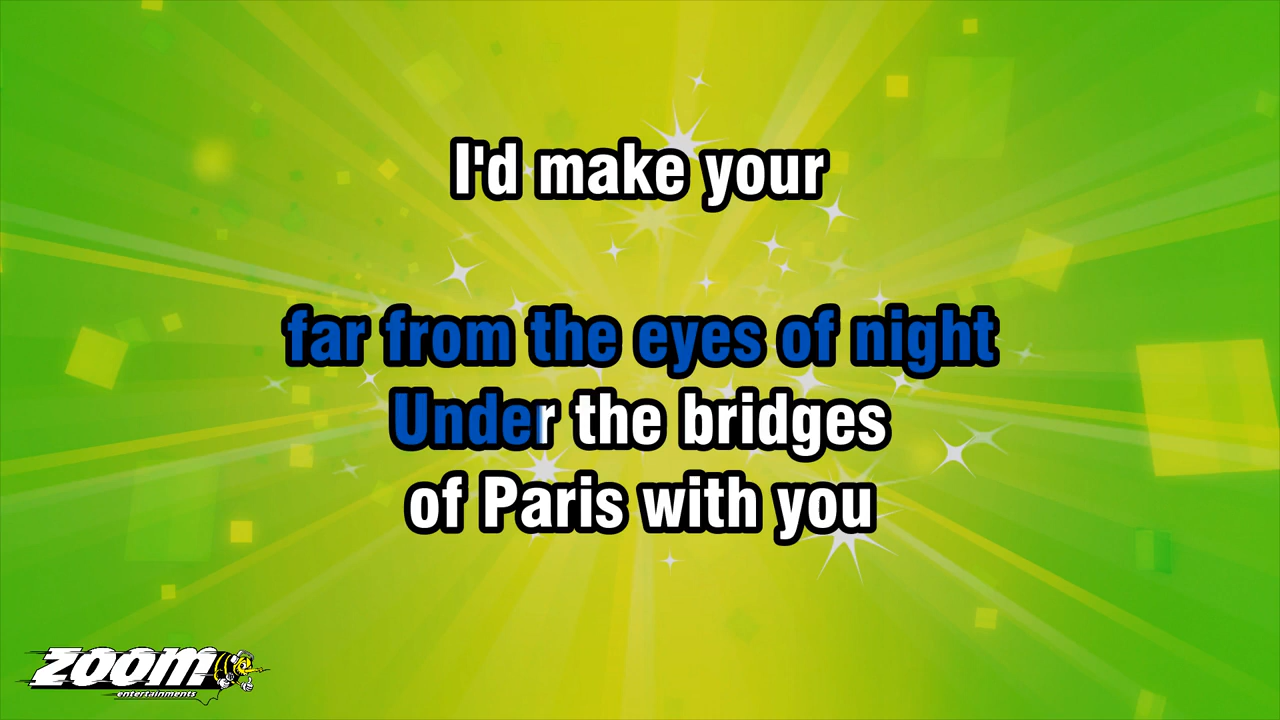 I'd make your
far from the eyes of night
Under the bridges
of Paris with you
zoom
entertainments